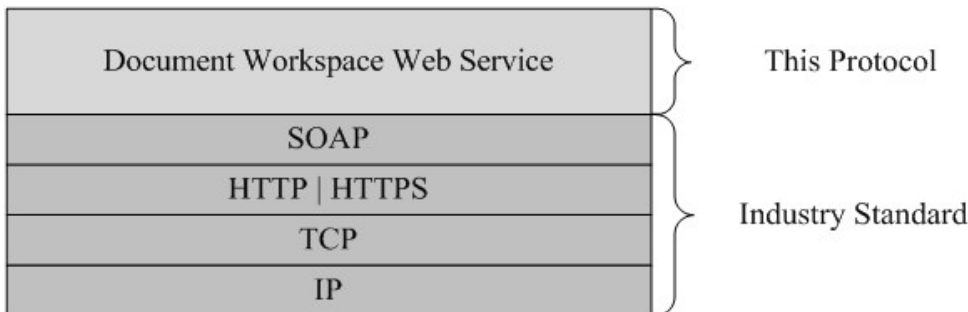 Document Workspace Web Service
This Protocol
SOAP
HTTP | HTTPS
TCP
IP
Industry Standard